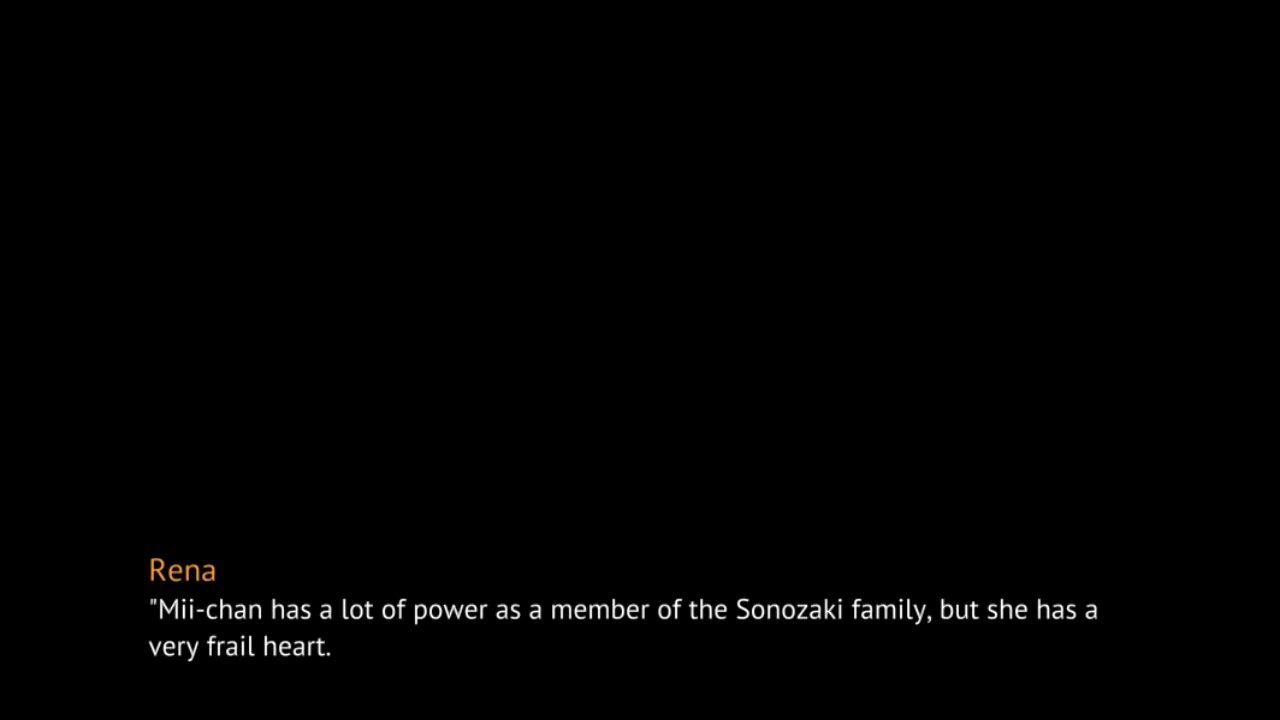 Rena
"Mii-chan has a lot of power as a member of the Sonozaki family, but she has a
very frail heart.